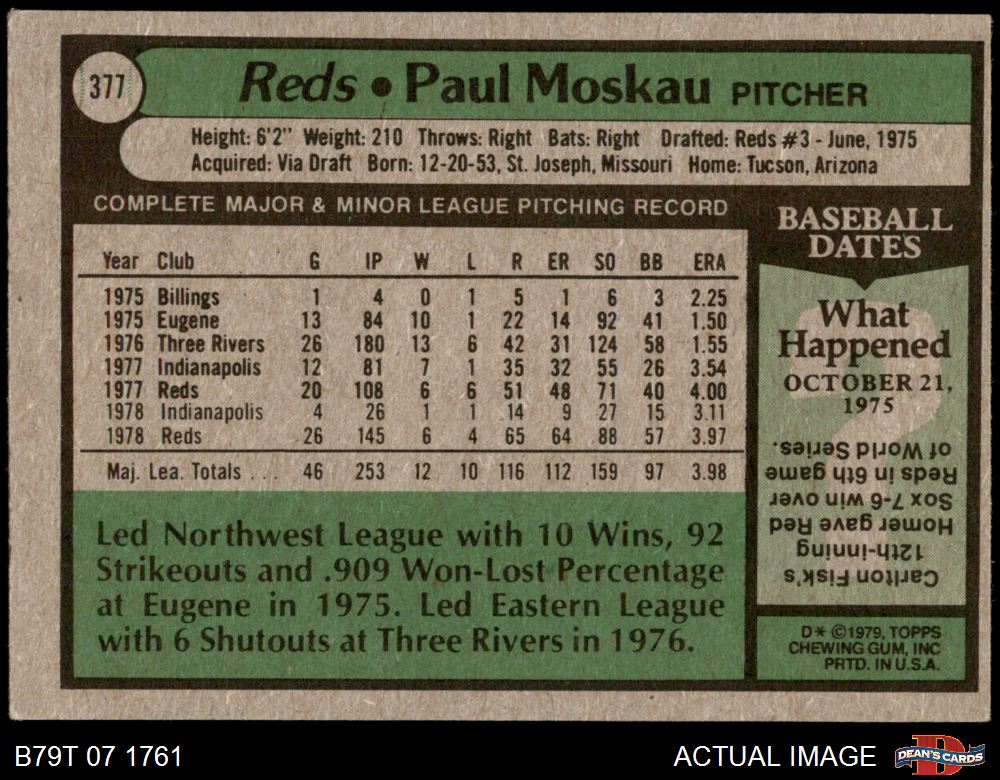 377
Reds • Paul Moskau PITCHER
Height: 6'2" Weight: 210 Throws: Right Bats: Right Drafted: Reds #3 - June, 1975
Acquired: Via Draft Born: 12-20-53, St. Joseph, Missouri Home: Tucson, Arizona
COMPLETE MAJOR & MINOR LEAGUE PITCHING RECORD
Year Club G IP W L R ER SO BB ERA
1975 Billings 1 4 0 1 5 1 6 3 2.25
1975 Eugene 13 84 10 1 22 14 92 41 1.50
1976 Three Rivers 26 180 13 6 42 31 124 58 1.55
1977 Indianapolis 12 81 7 1 35 32 55 26 3.54
1977 Reds 20 108 6 6 51 48 71 40 4.00
1978 Indianapolis 4 26 1 1 14 9 27 15 3.11
1978 Reds 26 145 6 4 65 64 88 57 3.97
Maj. Lea. Totals . . . 46 253 12 10 116 112 159 97 3.98
Led Northwest League with 10 Wins, 92
Strikeouts and .909 Won-Lost Percentage
at Eugene in 1975. Led Eastern League
with 6 Shutouts at Three Rivers in 1976.
BASEBALL
DATES
What
Happened
OCTOBER 21,
1975
Carlton Fisk's
12th-inning
Homer gave Red
Sox 7-6 win over
Reds in 6th game
of World Series.
D* ©1979, TOPPS
CHEWING GUM, INC
PRTD. IN U.S.A.
B79T 07 1761
ACTUAL IMAGE
D
DEAN'S CARDS